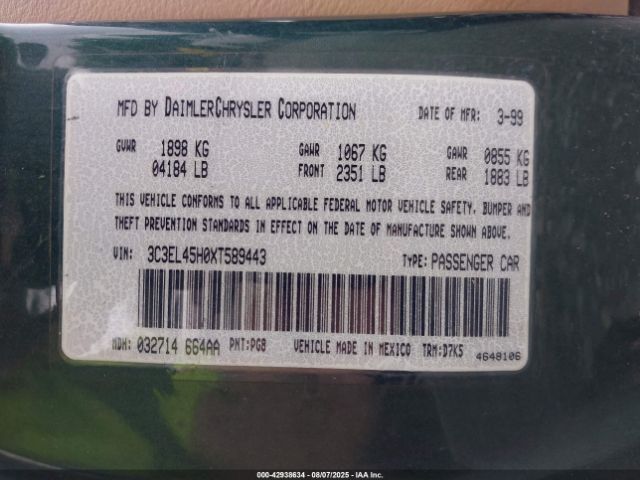 MFD BY DAIMLERCHRYSLER CORPORATION DATE OF MFR: 3-99
GVWR 1898 KG GAWR 1067 KG GAWR 0855 KG
04184 LB FRONT 2351 LB REAR 1883 LB
THIS VEHICLE CONFORMS TO ALL APPLICABLE FEDERAL MOTOR VEHICLE SAFETY, BUMPER AND
THEFT PREVENTION STANDARDS IN EFFECT ON THE DATE OF MANUFACTURE SHOWN ABOVE.
VIN: 3C3EL45H0XT589443 TYPE: PASSENGER CAR
MDH: 032714 664AA PNT: PG8 VEHICLE MADE IN MEXICO TRM: D7K5
4648106
000-42938634 - 08/07/2025 - IAA Inc.